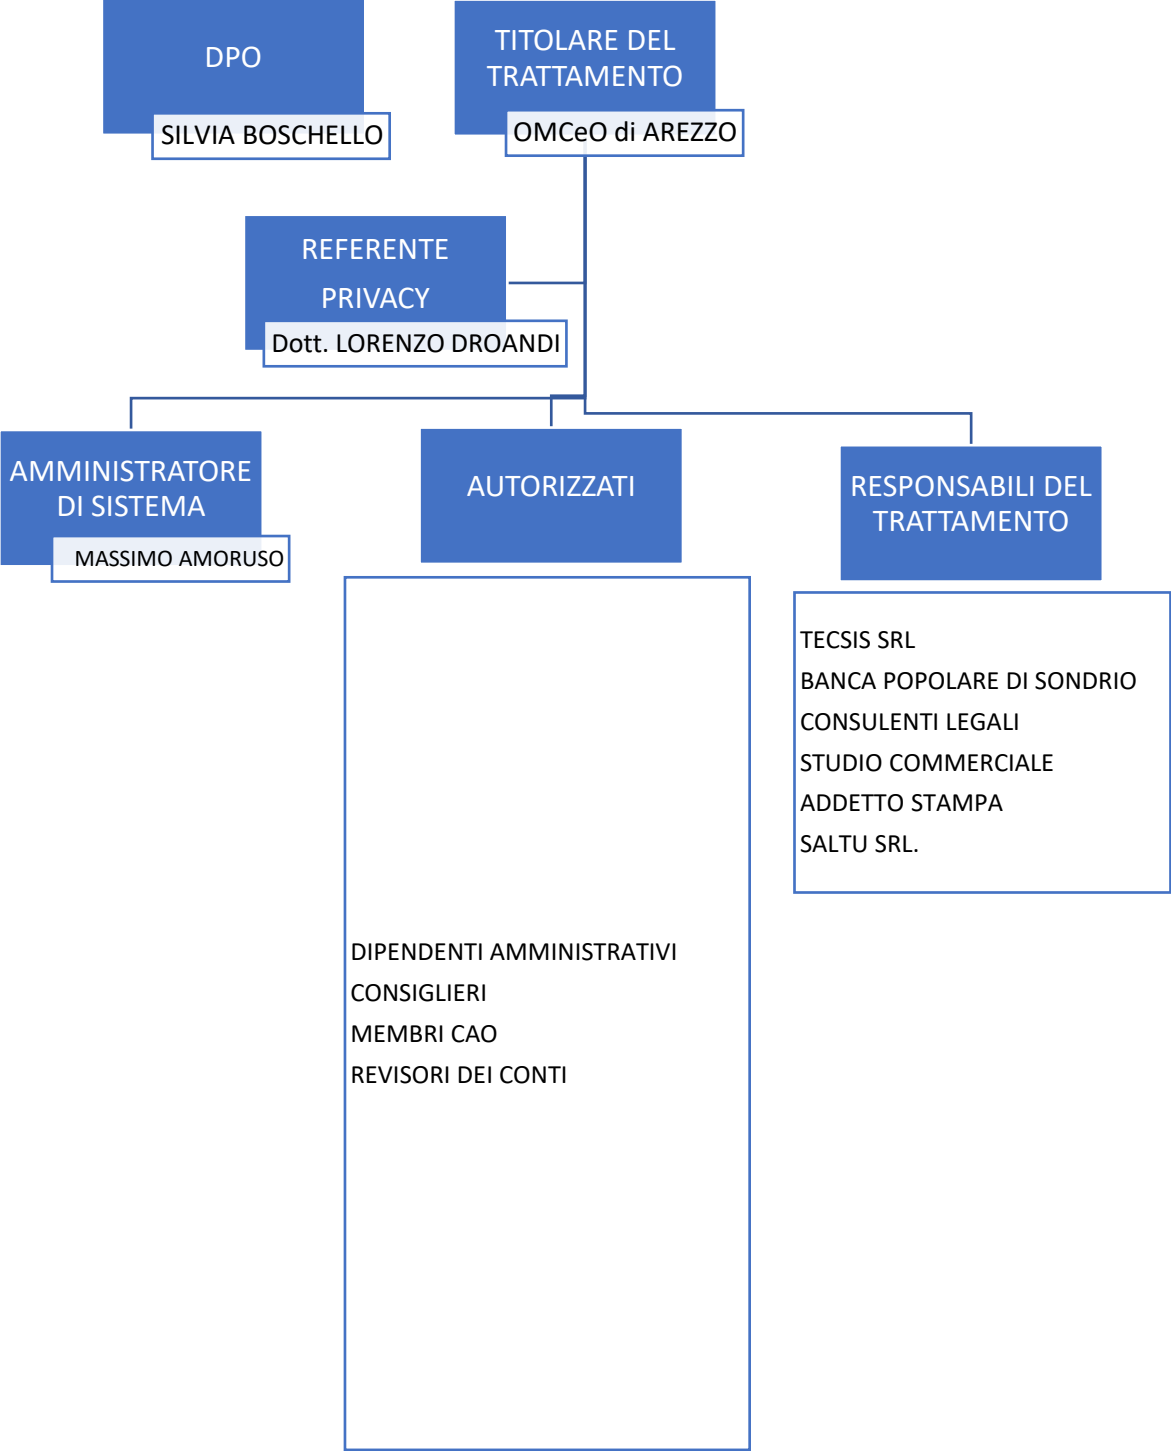 DPO
SILVIA BOSCHELLO
TITOLARE DEL
TRATTAMENTO
OMCeO di AREZZO
REFERENTE
PRIVACY
Dott. LORENZO DROANDI
AMMINISTRATORE
DI SISTEMA
MASSIMO AMORUSO
AUTORIZZATI
DIPENDENTI AMMINISTRATIVI
CONSIGLIERI
MEMBRI CAO
REVISORI DEI CONTI
RESPONSABILI DEL
TRATTAMENTO
TECSIS SRL
BANCA POPOLARE DI SONDRIO
CONSULENTI LEGALI
STUDIO COMMERCIALE
ADDETTO STAMPA
SALTU SRL.